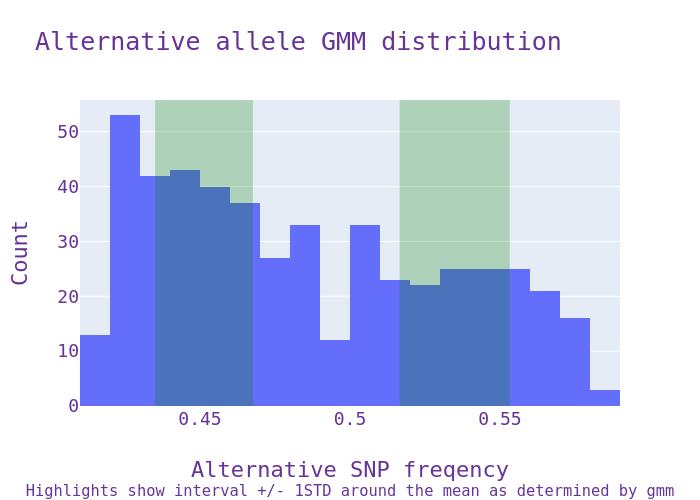 Alternative allele GMM distribution
50
40
30
20
10
0
Count
0.45 0.5 0.55
Alternative SNP freqency
Highlights show interval +/- 1STD around the mean as determined by gmm